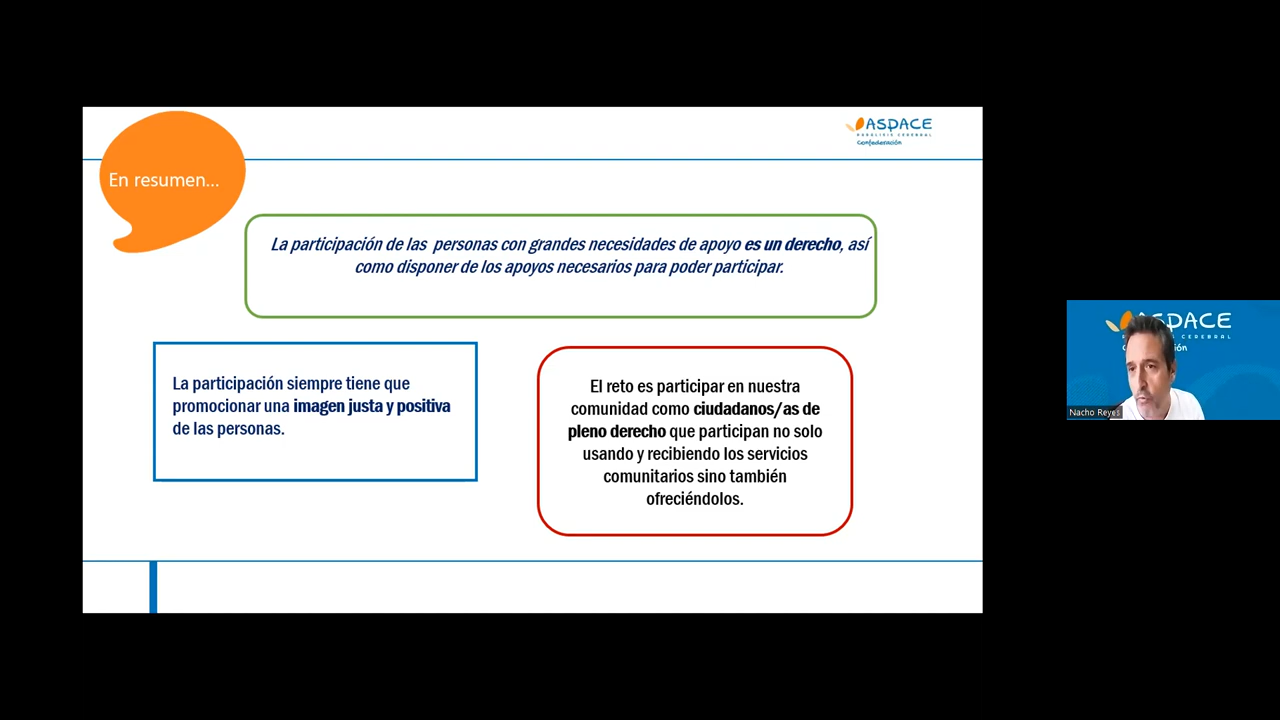 ASPACE
PARÁLISIS CEREBRAL
Confederación
En resumen...
La participación de las personas con grandes necesidades de apoyo es un derecho, así
como disponer de los apoyos necesarios para poder participar.
La participación siempre tiene que
promocionar una imagen justa y positiva
de las personas.
El reto es participar en nuestra
comunidad como ciudadanos/as de
pleno derecho que participan no solo
usando y recibiendo los servicios
comunitarios sino también
ofreciéndolos.
ASPACE
Nacho Reyes